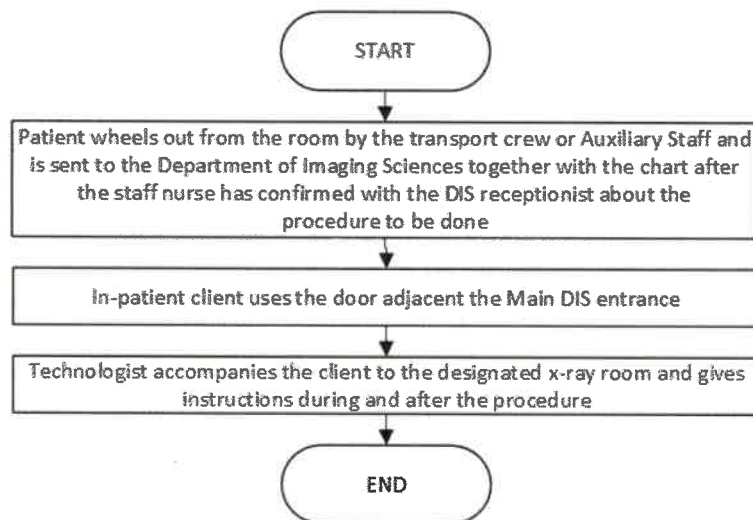 START
Patient wheels out from the room by the transport crew or Auxiliary Staff and
is sent to the Department of Imaging Sciences together with the chart after
the staff nurse has confirmed with the DIS receptionist about the
procedure to be done
In-patient client uses the door adjacent the Main DIS entrance
Technologist accompanies the client to the designated x-ray room and gives
instructions during and after the procedure
END